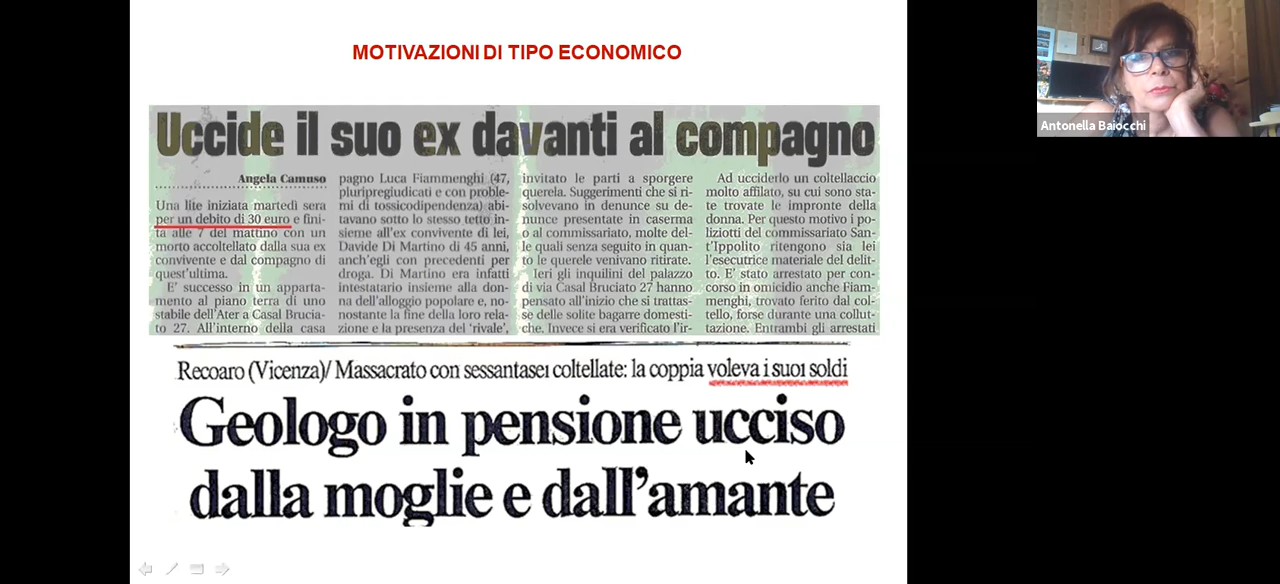 MOTIVAZIONI DI TIPO ECONOMICO
Uccide il suo ex davanti al compagno
Angela Camuso
Una lite iniziata martedì sera
per un debito di 30 euro e fini-
ta alle 7 del mattino con un
morto accoltellato dalla sua ex
convivente e dal compagno di
quest'ultima.
E' successo in un apparta-
mento al piano terra di uno
stabile dell'Ater a Casal Brucia-
to 27. All'interno della casa
pagno Luca Fiammenghi (47,
pluripregiudicati e con proble-
mi di tossicodipendenza) abi-
tavano sotto lo stesso tetto in-
sieme all'ex convivente di lei,
Davide Di Martino di 45 anni,
anch'egli con precedenti per
droga. Di Martino era infatti
intestatario insieme alla don-
na dell'alloggio popolare e, no-
nostante la fine della loro rela-
zione e la presenza del 'rivale',
invitato le parti a sporgere
querela. Suggerimenti che si ri-
solvevano in denunce su de-
nunce presentate in caserma
o al commissariato, molte del-
le quali senza seguito in quan-
to le querele venivano ritirate.
Ieri gli inquilini del palazzo
di via Casal Bruciato 27 hanno
pensato all'inizio che si trattas-
se delle solite bagarre domesti-
che. Invece si era verificato l'ir-
Ad ucciderlo un coltellaccio
molto affilato, su cui sono sta-
te trovate le impronte della
donna. Per questo motivo i po-
liziotti del commissariato San-
t'Ippolito ritengono sia lei
l'esecutrice materiale del delit-
to. E' stato arrestato per con-
corso in omicidio anche Fiam-
menghi, trovato ferito dal col-
tello, forse durante una collut-
tazione. Entrambi gli arrestati
Recoaro (Vicenza)/ Massacrato con sessantasei coltellate: la coppia voleva i suoi soldi
Geologo in pensione ucciso
dalla moglie e dall'amante
Antonella Baiocchi